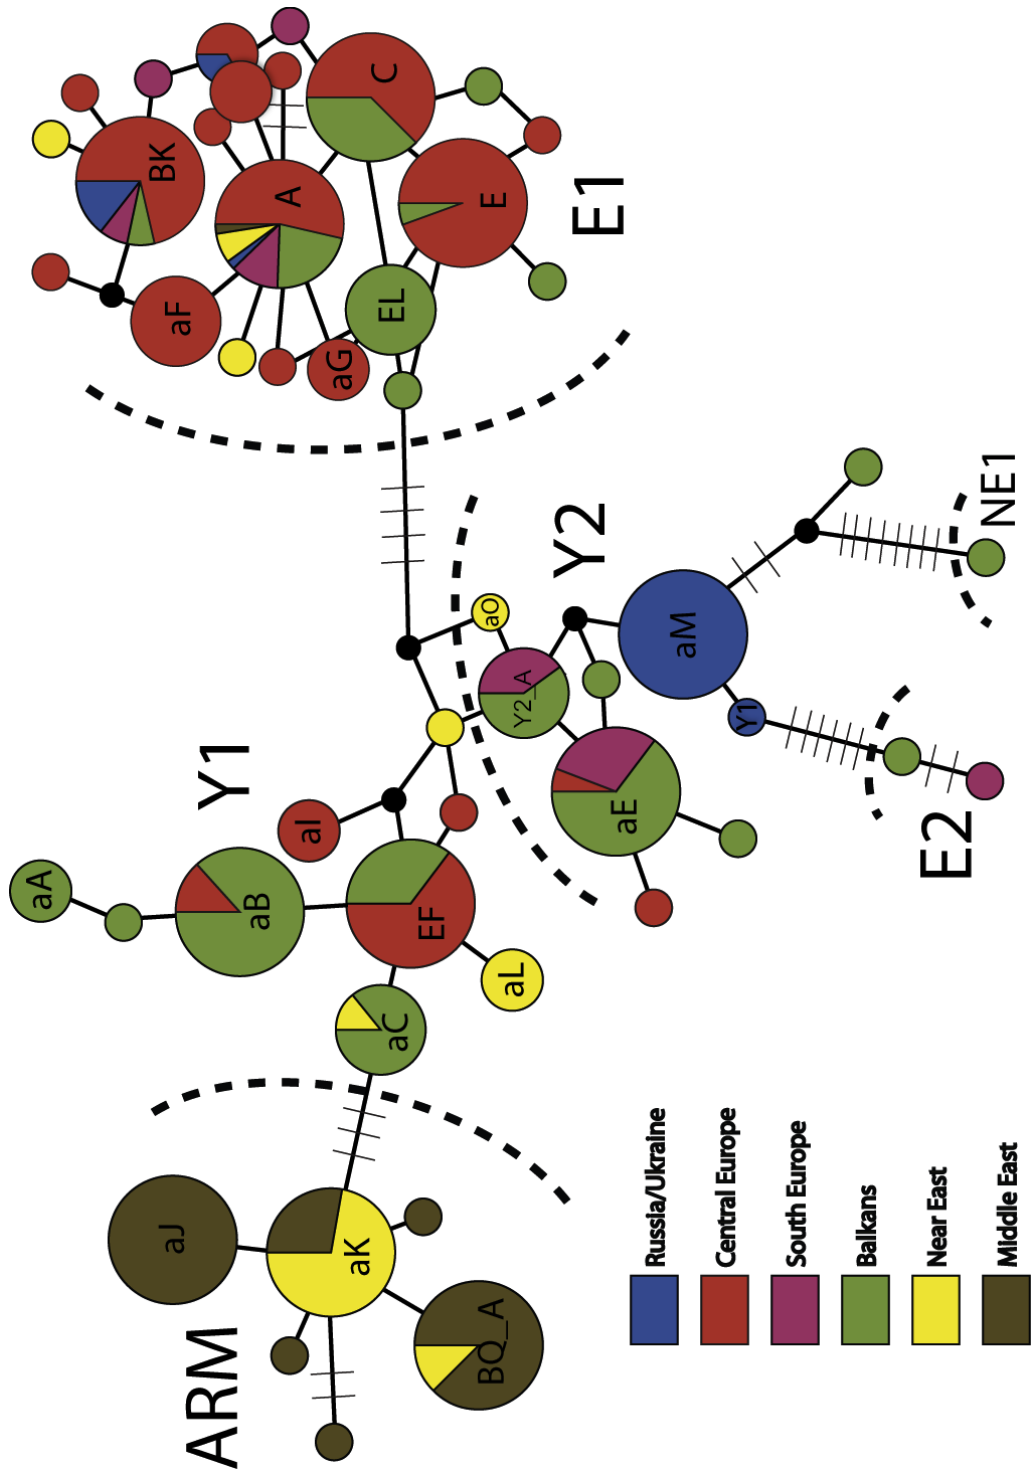 ARM
aJ
aK
BQ_A
Y1
aA
aB
aC
EF
aI
aL
E1
BK
C
A
E
aF
EL
aG
Y2
aO
Y2_A
aE
aM
Y1
E2
NE1
Russia/Ukraine
Central Europe
South Europe
Balkans
Near East
Middle East